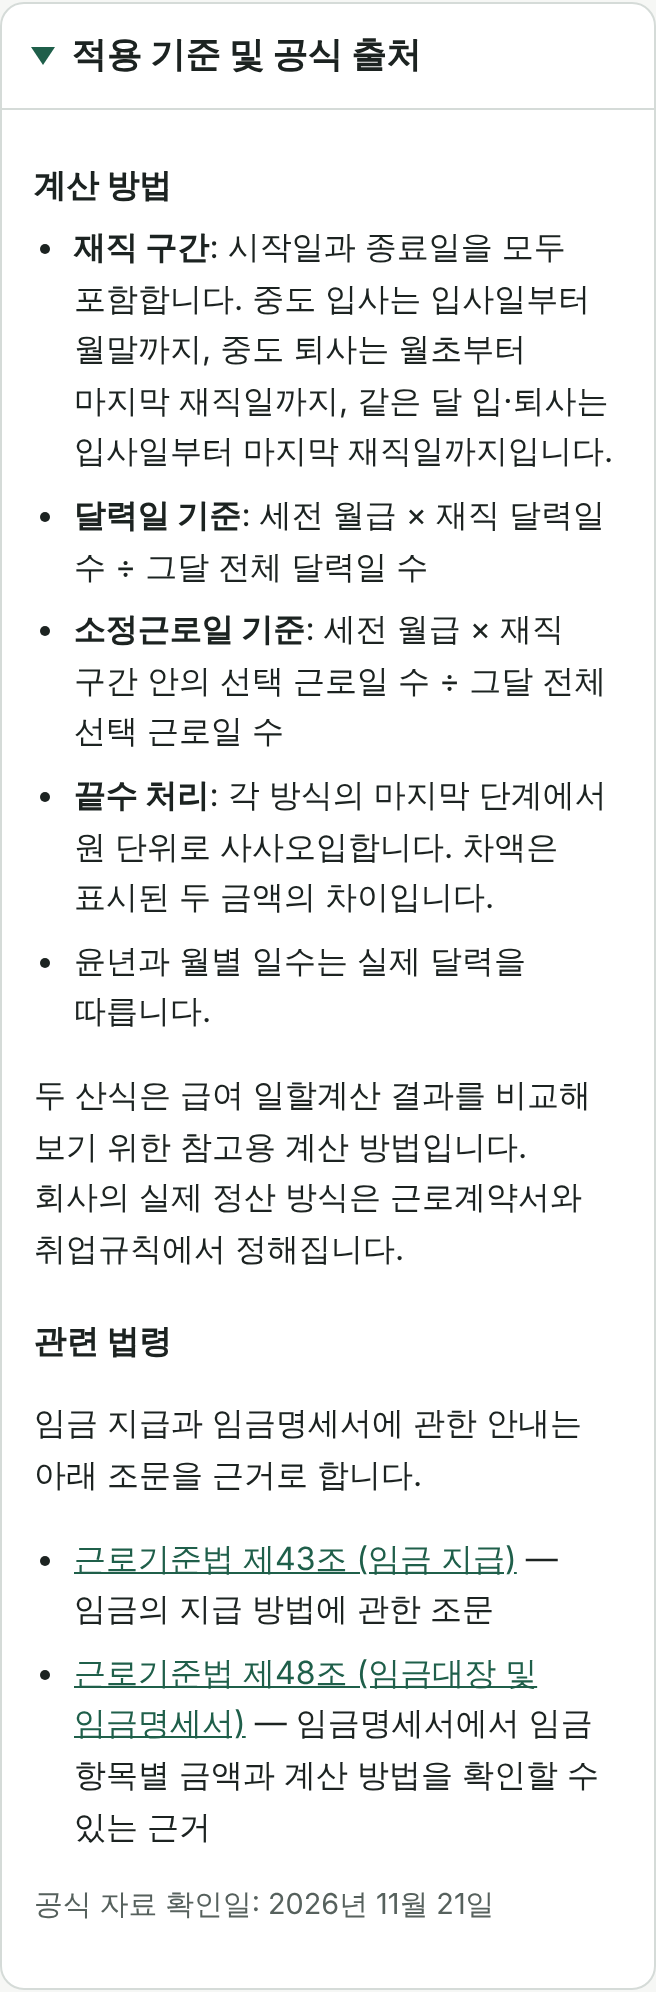 ▼ 적용 기준 및 공식 출처
계산 방법
• 재직 구간: 시작일과 종료일을 모두
포함합니다. 중도 입사는 입사일부터
월말까지, 중도 퇴사는 월초부터
마지막 재직일까지, 같은 달 입·퇴사는
입사일부터 마지막 재직일까지입니다.
• 달력일 기준: 세전 월급 × 재직 달력일
수 ÷ 그달 전체 달력일 수
• 소정근로일 기준: 세전 월급 × 재직
구간 안의 선택 근로일 수 ÷ 그달 전체
선택 근로일 수
• 끝수 처리: 각 방식의 마지막 단계에서
원 단위로 사사오입합니다. 차액은
표시된 두 금액의 차이입니다.
• 윤년과 월별 일수는 실제 달력을
따릅니다.
두 산식은 급여 일할계산 결과를 비교해
보기 위한 참고용 계산 방법입니다.
회사의 실제 정산 방식은 근로계약서와
취업규칙에서 정해집니다.
관련 법령
임금 지급과 임금명세서에 관한 안내는
아래 조문을 근거로 합니다.
• 근로기준법 제43조 (임금 지급) —
임금의 지급 방법에 관한 조문
• 근로기준법 제48조 (임금대장 및
임금명세서) — 임금명세서에서 임금
항목별 금액과 계산 방법을 확인할 수
있는 근거
공식 자료 확인일: 2026년 11월 21일